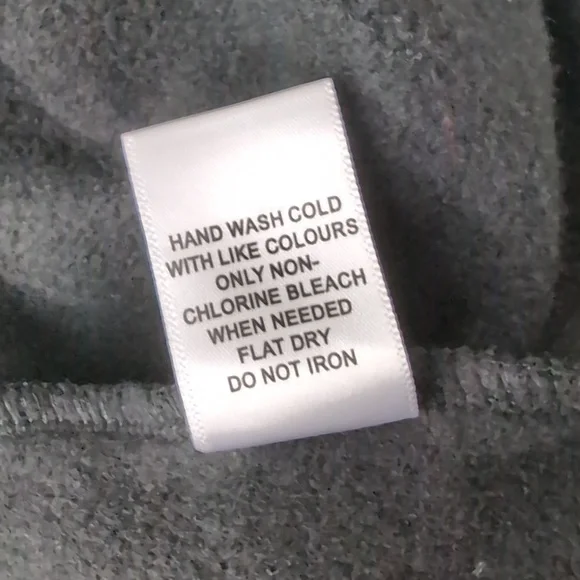 HAND WASH COLD
WITH LIKE COLOURS
ONLY NON-
CHLORINE BLEACH
WHEN NEEDED
FLAT DRY
DO NOT IRON